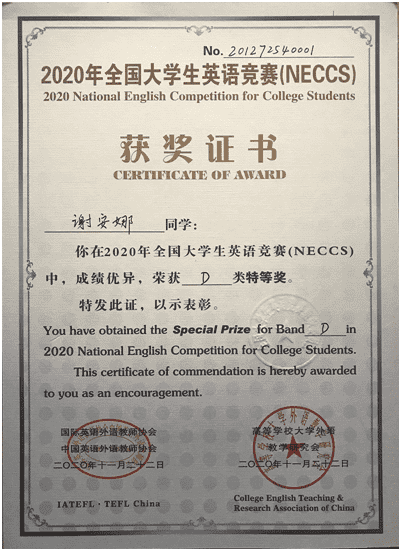 No. 201272540001
2020年全国大学生英语竞赛(NECCS)
2020 National English Competition for College Students
获奖证书
CERTIFICATE OF AWARD
谢安娜 同学：
你在2020年全国大学生英语竞赛(NECCS)
中，成绩优异，荣获 D 类特等奖。
特发此证，以示表彰。
You have obtained the Special Prize for Band D in
2020 National English Competition for College Students.
This certificate of commendation is hereby awarded
to you as an encouragement.
国际英语外语教师协会
中国英语外语教师协会
二〇二〇年十一月二十二日
IATEFL · TEFL China
高等学校大学外语
教学研究会
二〇二〇年十一月二十二日
College English Teaching &
Research Association of China